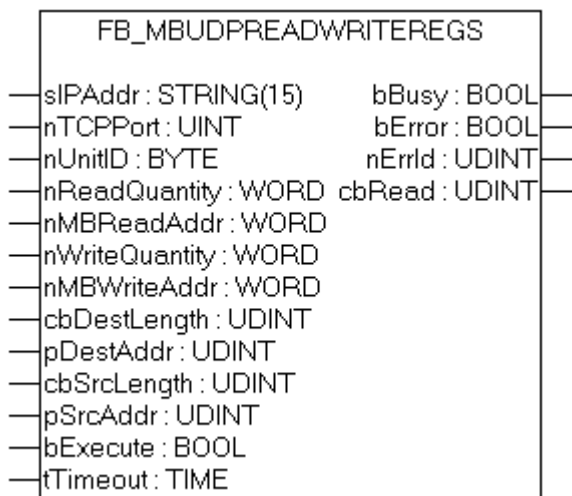 FB_MBUDPREADWRITEREGS
sIPAddr : STRING(15) bBusy : BOOL
nTCPPort : UINT bError : BOOL
nUnitID : BYTE nErrId : UDINT
nReadQuantity : WORD cbRead : UDINT
nMBReadAddr : WORD
nWriteQuantity : WORD
nMBWriteAddr : WORD
cbDestLength : UDINT
pDestAddr : UDINT
cbSrcLength : UDINT
pSrcAddr : UDINT
bExecute : BOOL
tTimeout : TIME